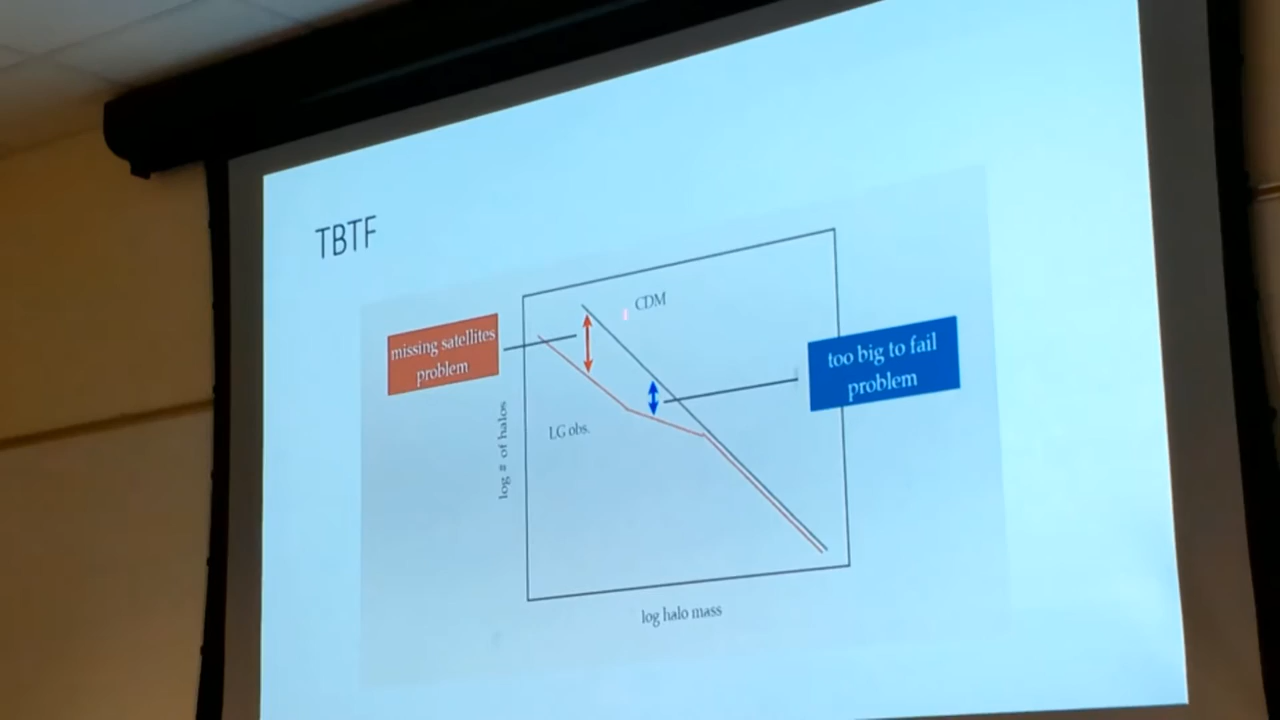 TBTF
CDM
missing satellites
problem
too big to fail
problem
LG obs.
log # of halos
log halo mass